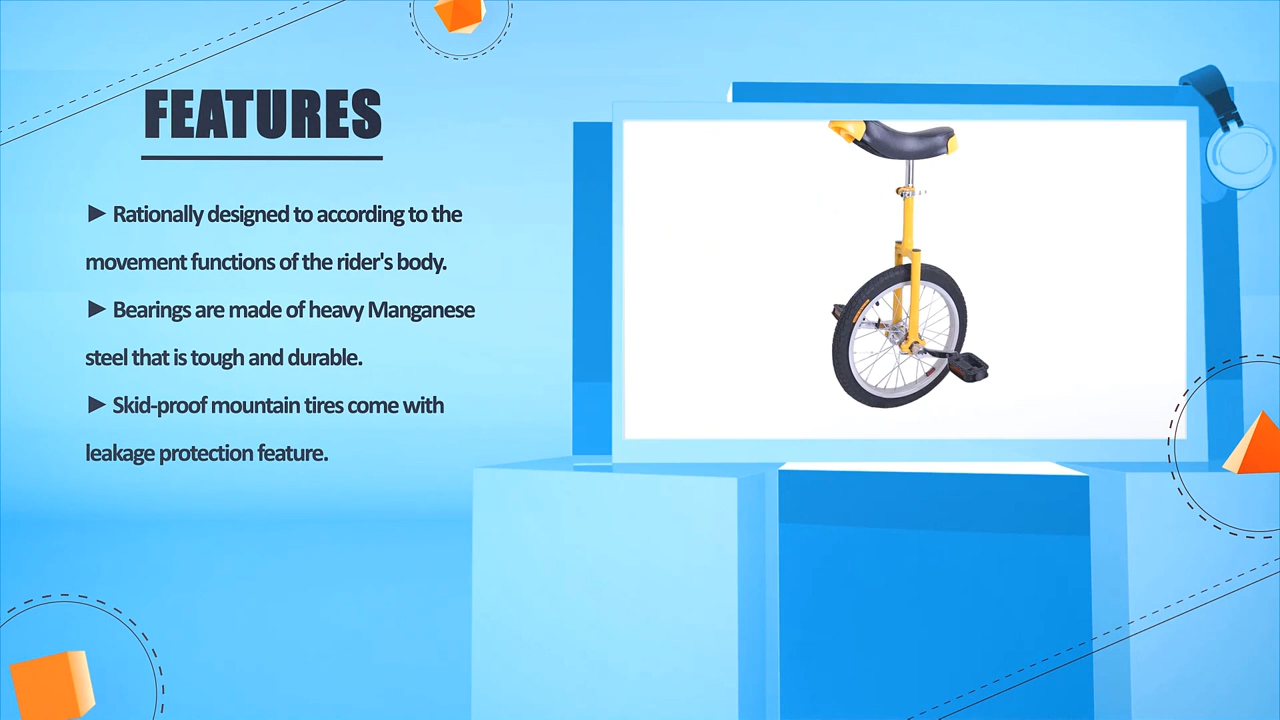 FEATURES
► Rationally designed to according to the
movement functions of the rider's body.
► Bearings are made of heavy Manganese
steel that is tough and durable.
► Skid-proof mountain tires come with
leakage protection feature.